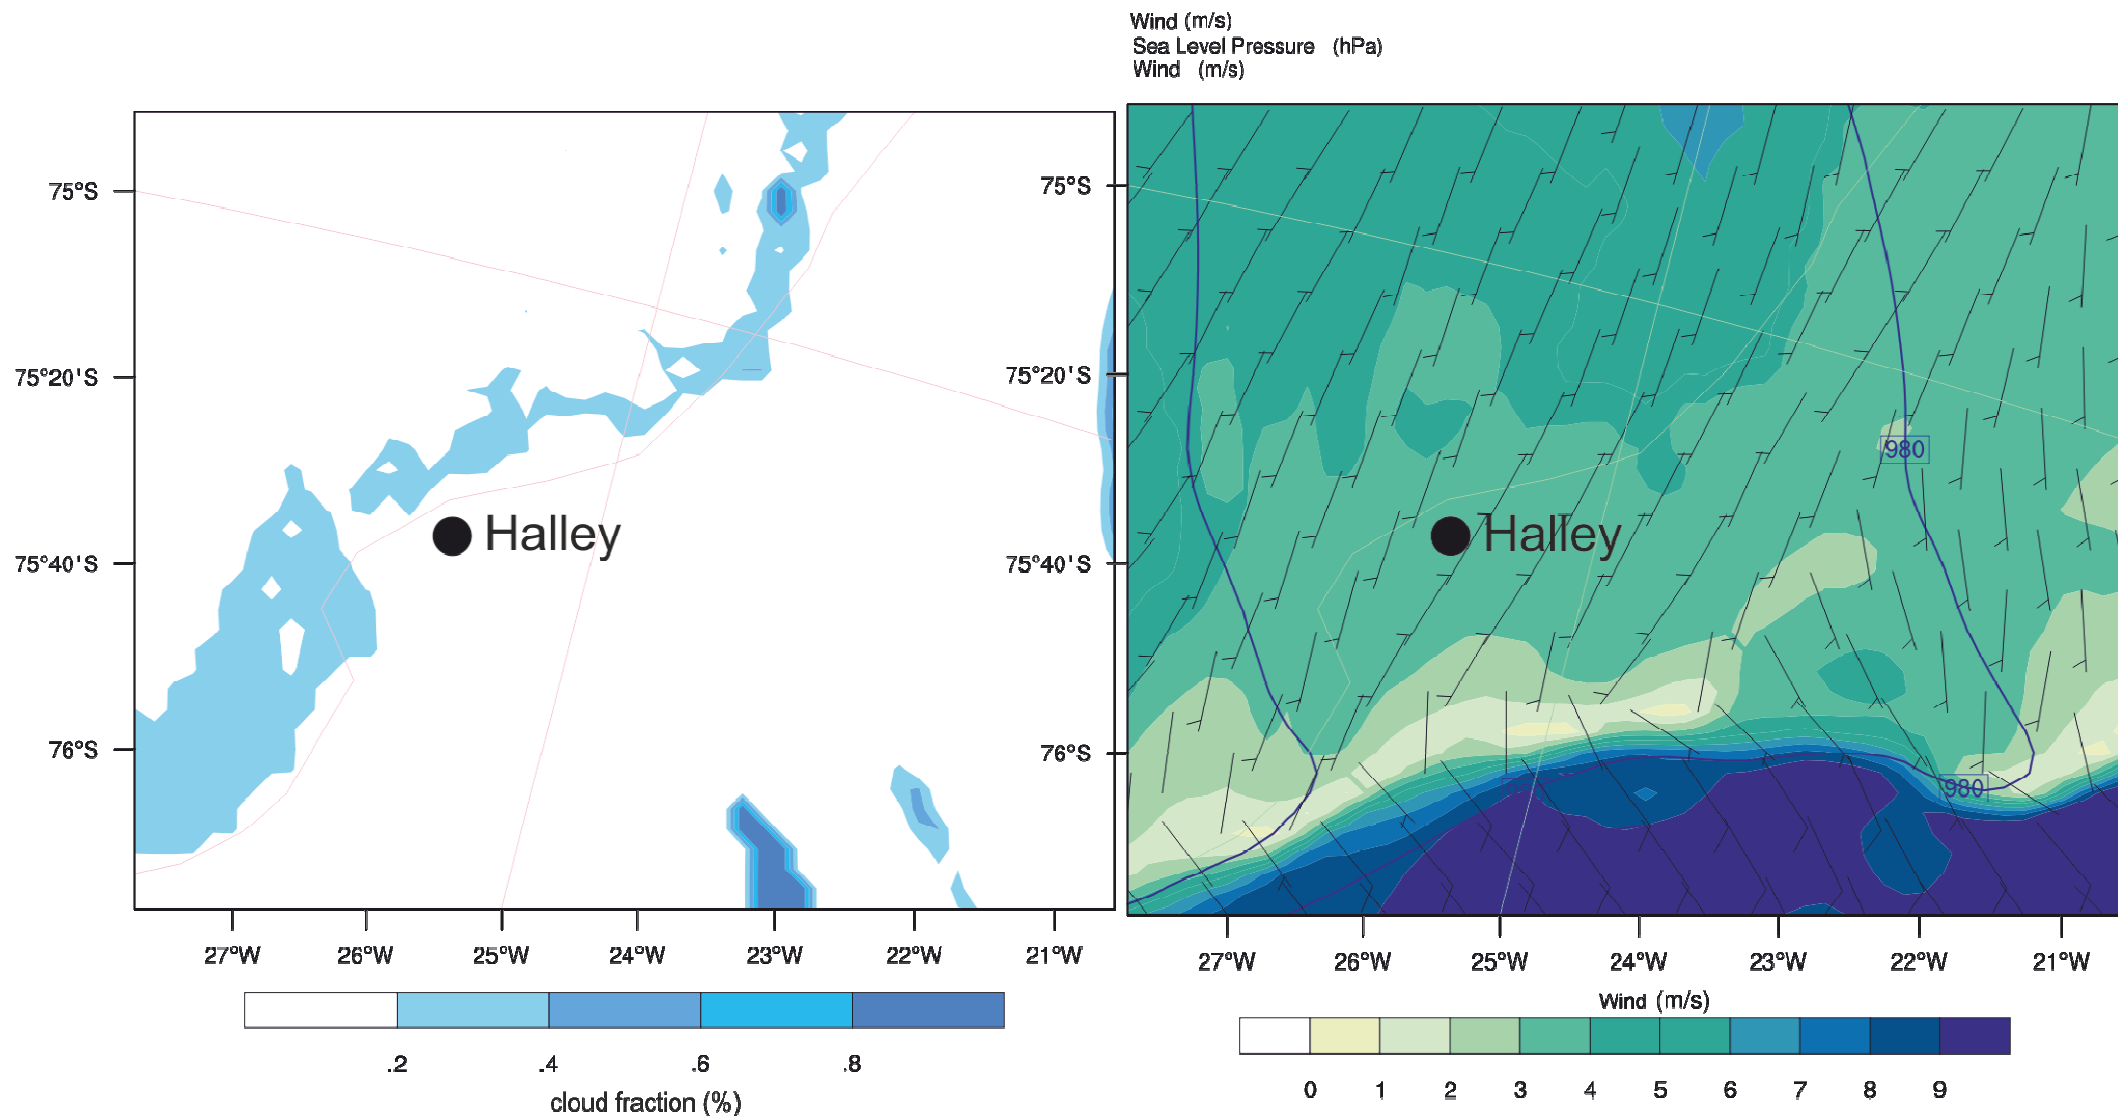 Wind (m/s)
Sea Level Pressure (hPa)
Wind (m/s)
75°S
75°20'S
75°40'S
76°S
Halley
27°W 26°W 25°W 24°W 23°W 22°W 21°W
.2 .4 .6 .8
cloud fraction (%)
75°S
75°20'S
75°40'S
76°S
980
Halley
980
27°W 26°W 25°W 24°W 23°W 22°W 21°W
Wind (m/s)
0 1 2 3 4 5 6 7 8 9